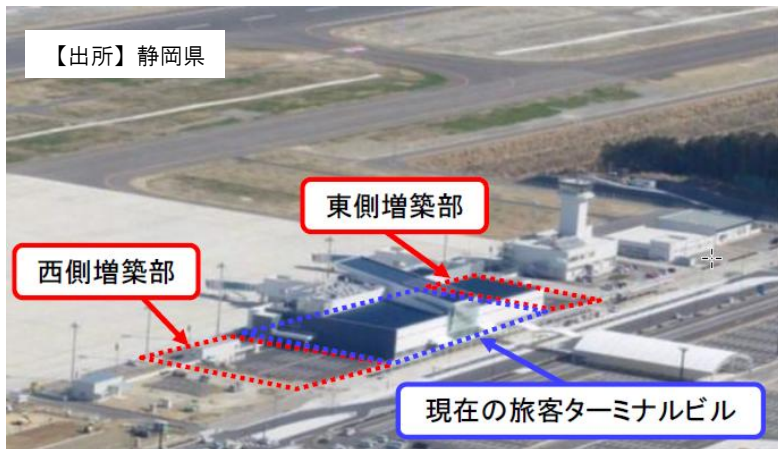 【出所】静岡県
東側増築部
西側増築部
現在の旅客ターミナルビル